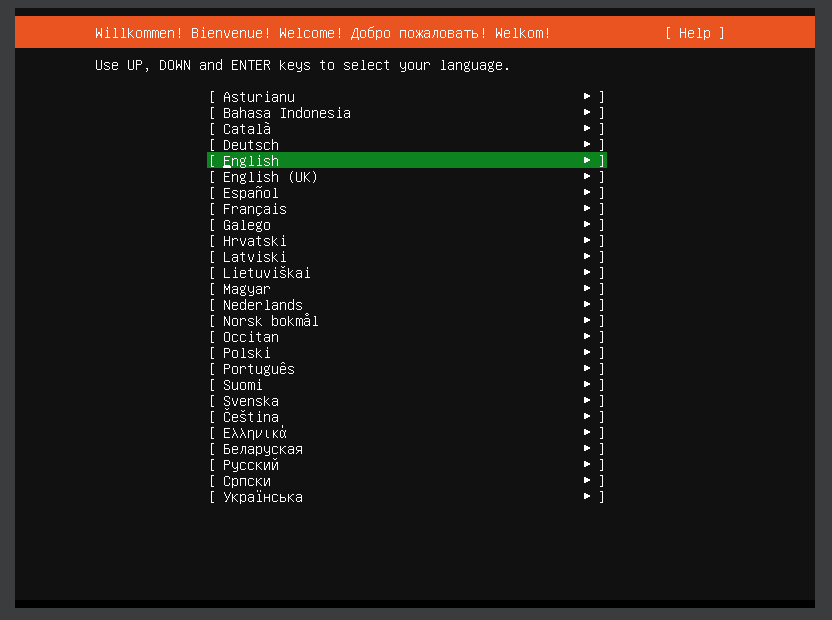 Willkommen! Bienvenue! Welcome! Добро пожаловать! Welkom! [ Help ]
Use UP, DOWN and ENTER keys to select your language.
[ Asturianu ► ]
[ Bahasa Indonesia ► ]
[ Català ► ]
[ Deutsch ► ]
[ English ► ]
[ English (UK) ► ]
[ Español ► ]
[ Français ► ]
[ Galego ► ]
[ Hrvatski ► ]
[ Latviski ► ]
[ Lietuviškai ► ]
[ Magyar ► ]
[ Nederlands ► ]
[ Norsk bokmål ► ]
[ Occitan ► ]
[ Polski ► ]
[ Português ► ]
[ Suomi ► ]
[ Svenska ► ]
[ Čeština ► ]
[ Ελληνικά ► ]
[ Беларуская ► ]
[ Русский ► ]
[ Српски ► ]
[ Українська ► ]